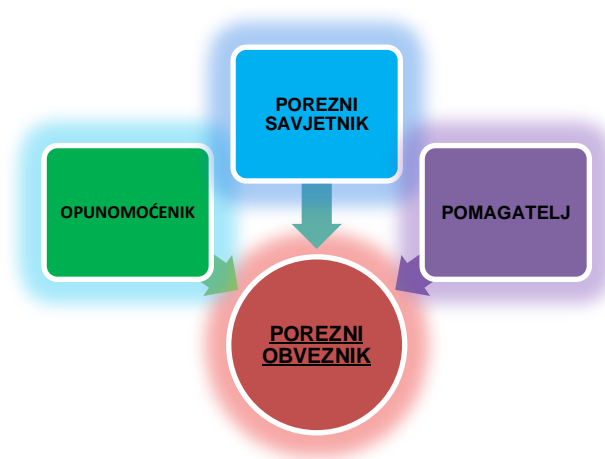 POREZNI
SAVJETNIK
OPUNOMOĆENIK
POMAGATELJ
POREZNI
OBVEZNIK